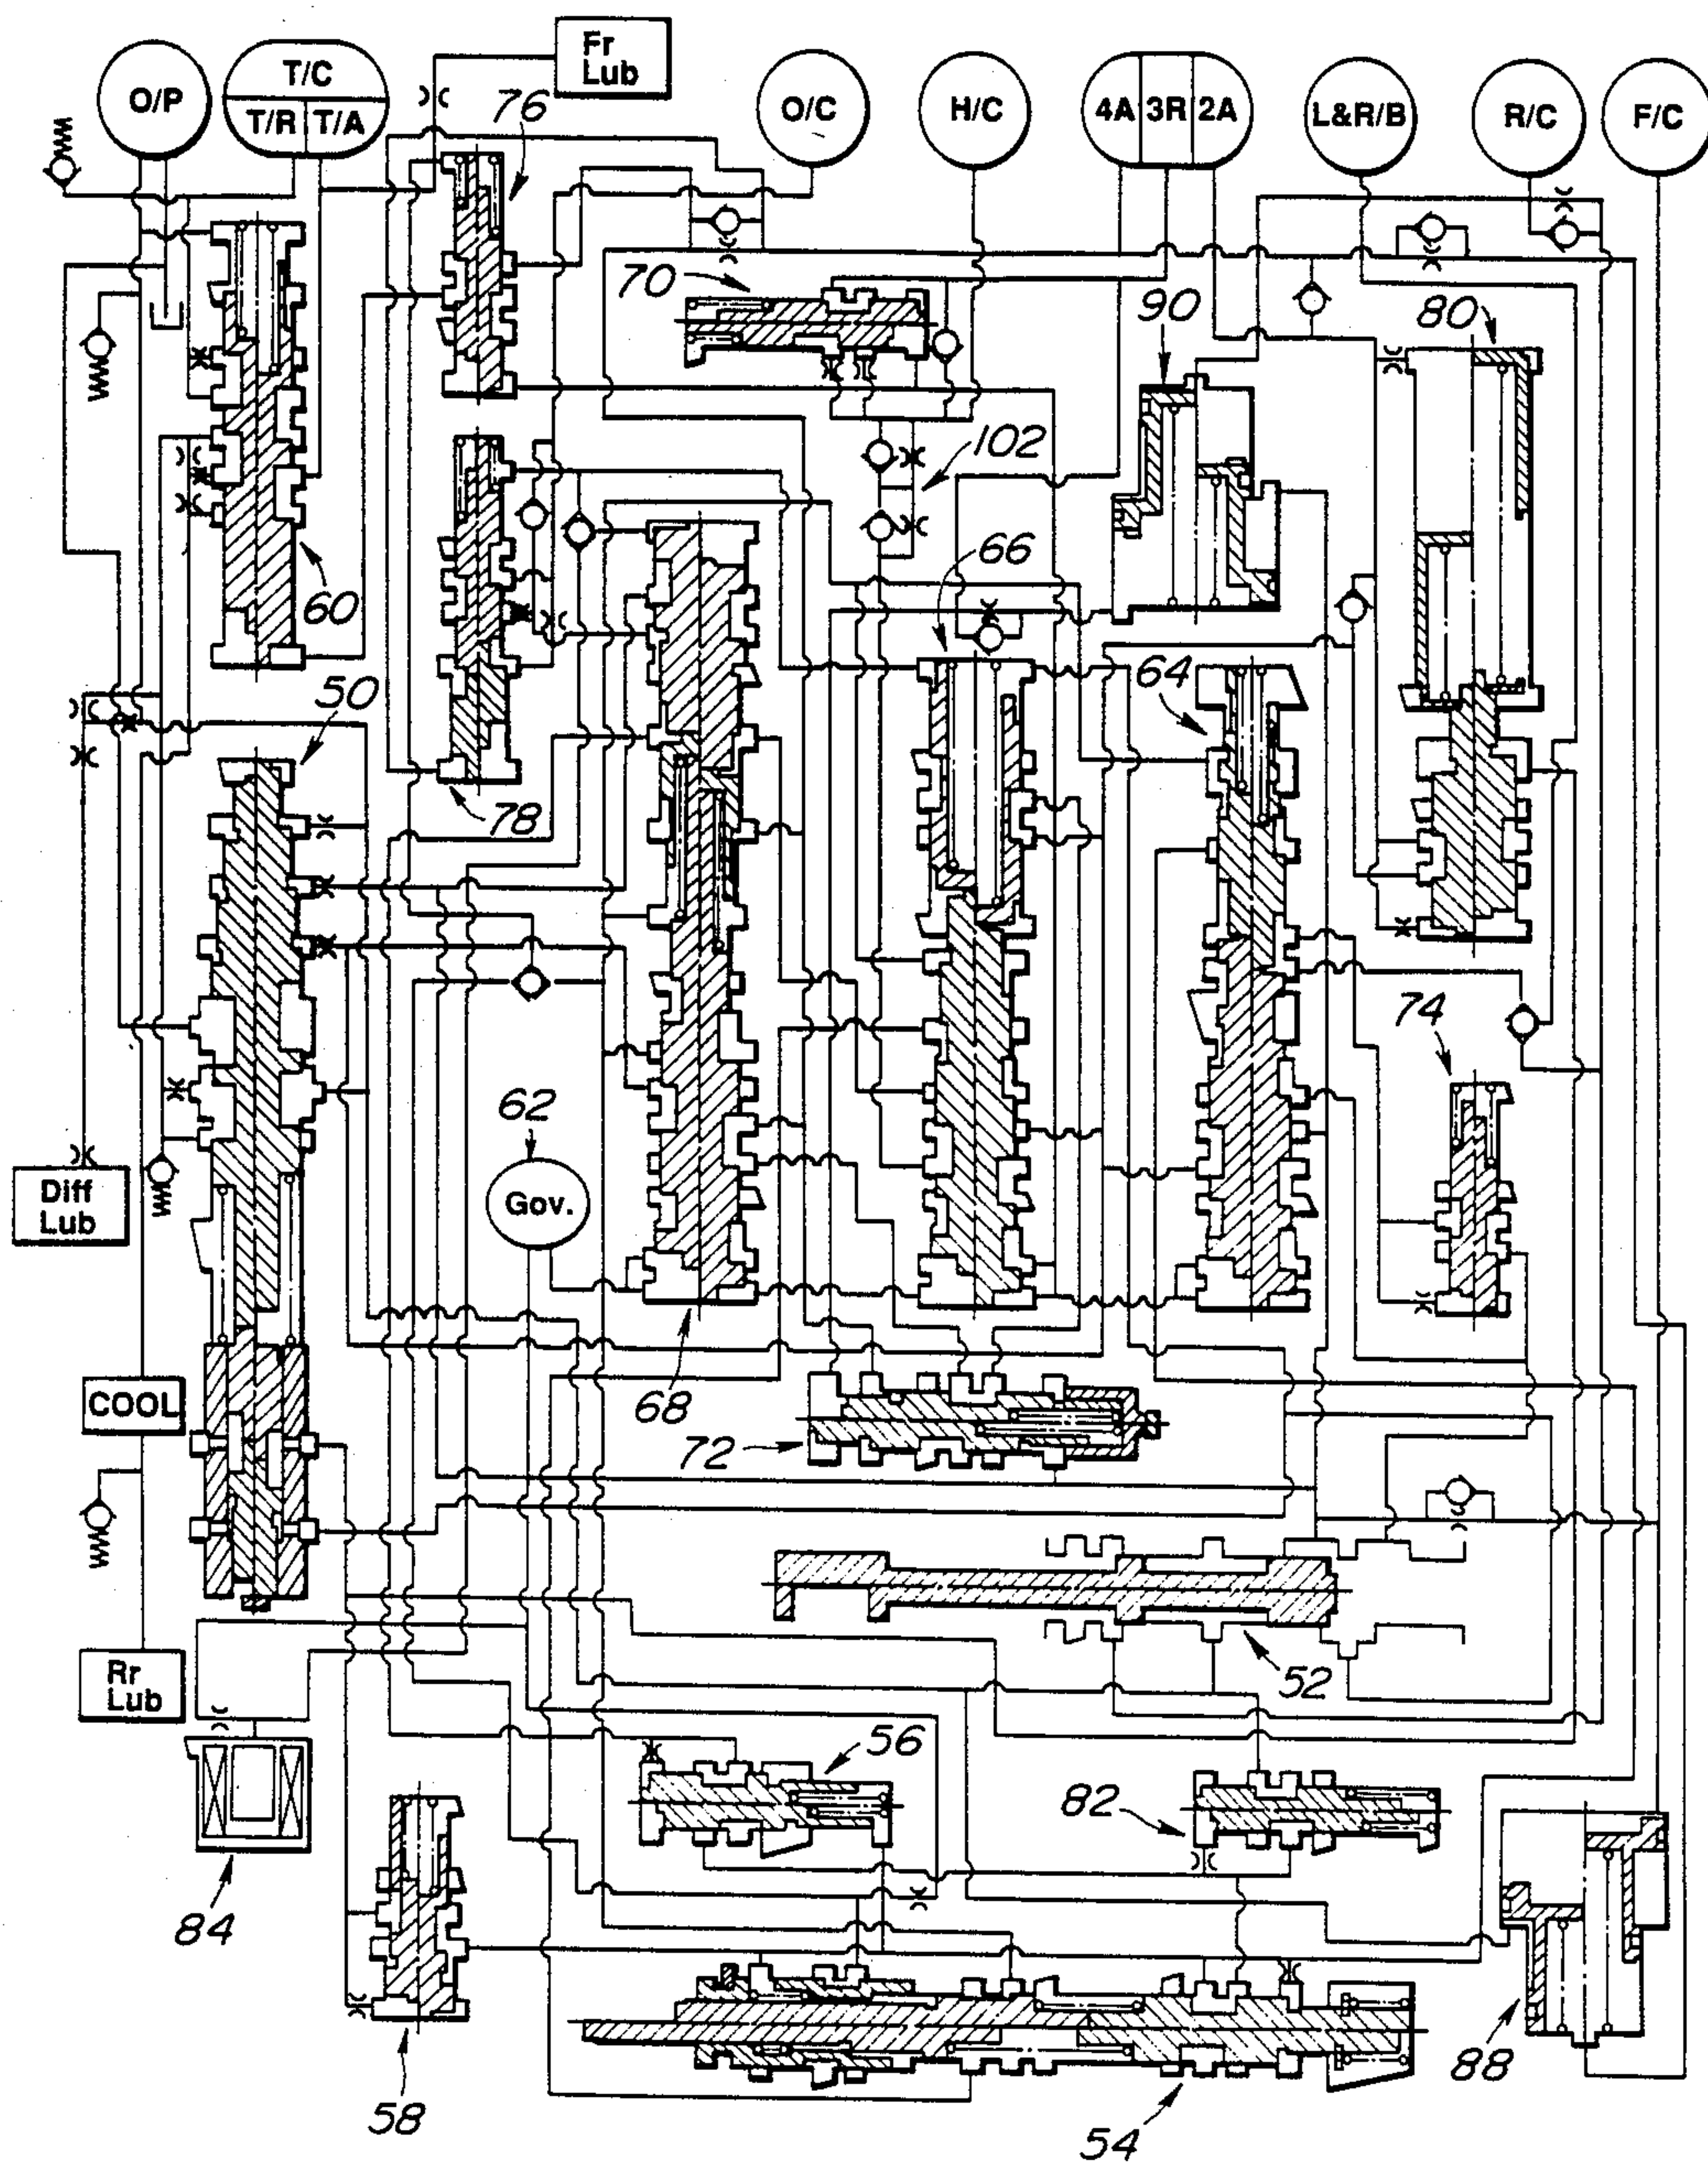 Fr
Lub
O/P
T/C
T/R T/A
76
O/C
H/C
4A 3R 2A
L&R/B
R/C
F/C
70
90
80
102
60
66
50
64
78
74
62
Gov.
Diff
Lub
COOL
68
72
Rr
Lub
52
56
82
84
88
58
54